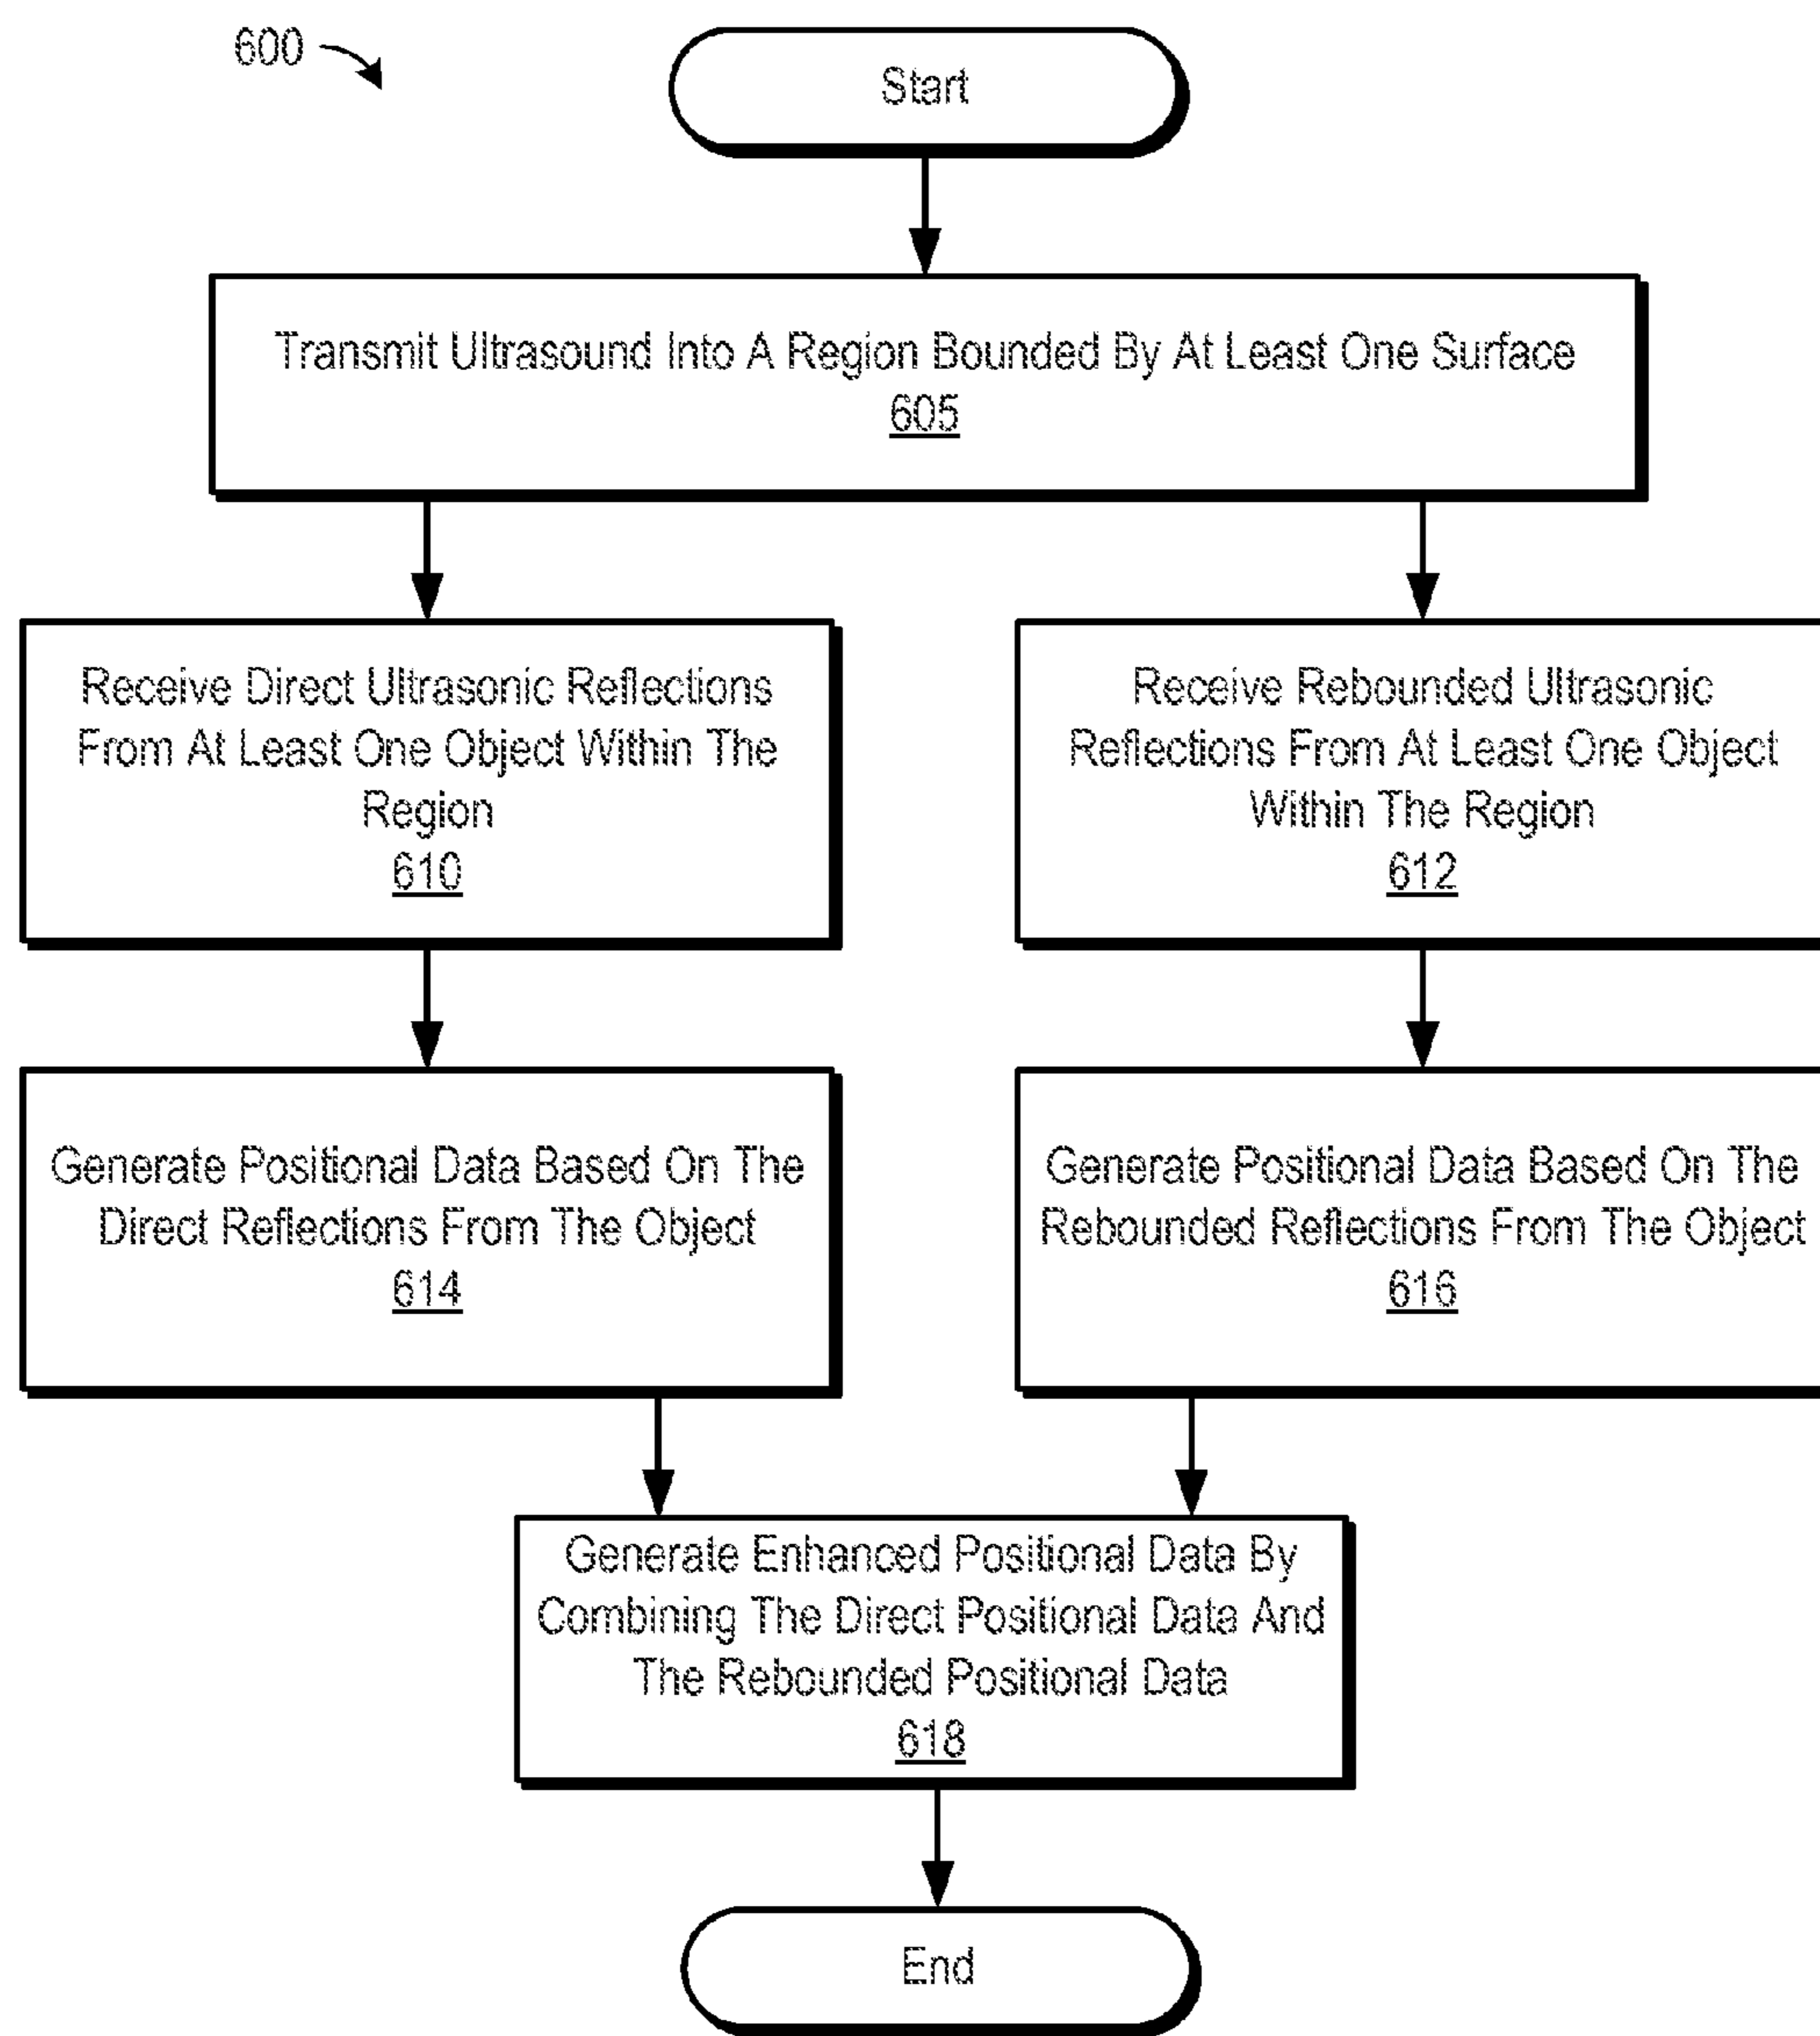 600
Start
Transmit Ultrasound Into A Region Bounded By At Least One Surface
605
Receive Direct Ultrasonic Reflections
From At Least One Object Within The
Region
610
Receive Rebounded Ultrasonic
Reflections From At Least One Object
Within The Region
612
Generate Positional Data Based On The
Direct Reflections From The Object
614
Generate Positional Data Based On The
Rebounded Reflections From The Object
616
Generate Enhanced Positional Data By
Combining The Direct Positional Data And
The Rebounded Positional Data
618
End